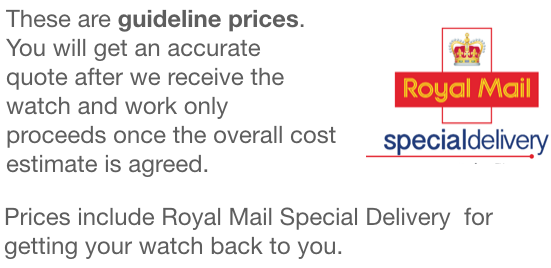 These are guideline prices.
You will get an accurate
quote after we receive the
watch and work only
proceeds once the overall cost
estimate is agreed.
Royal Mail
specialdelivery
Prices include Royal Mail Special Delivery  for
getting your watch back to you.